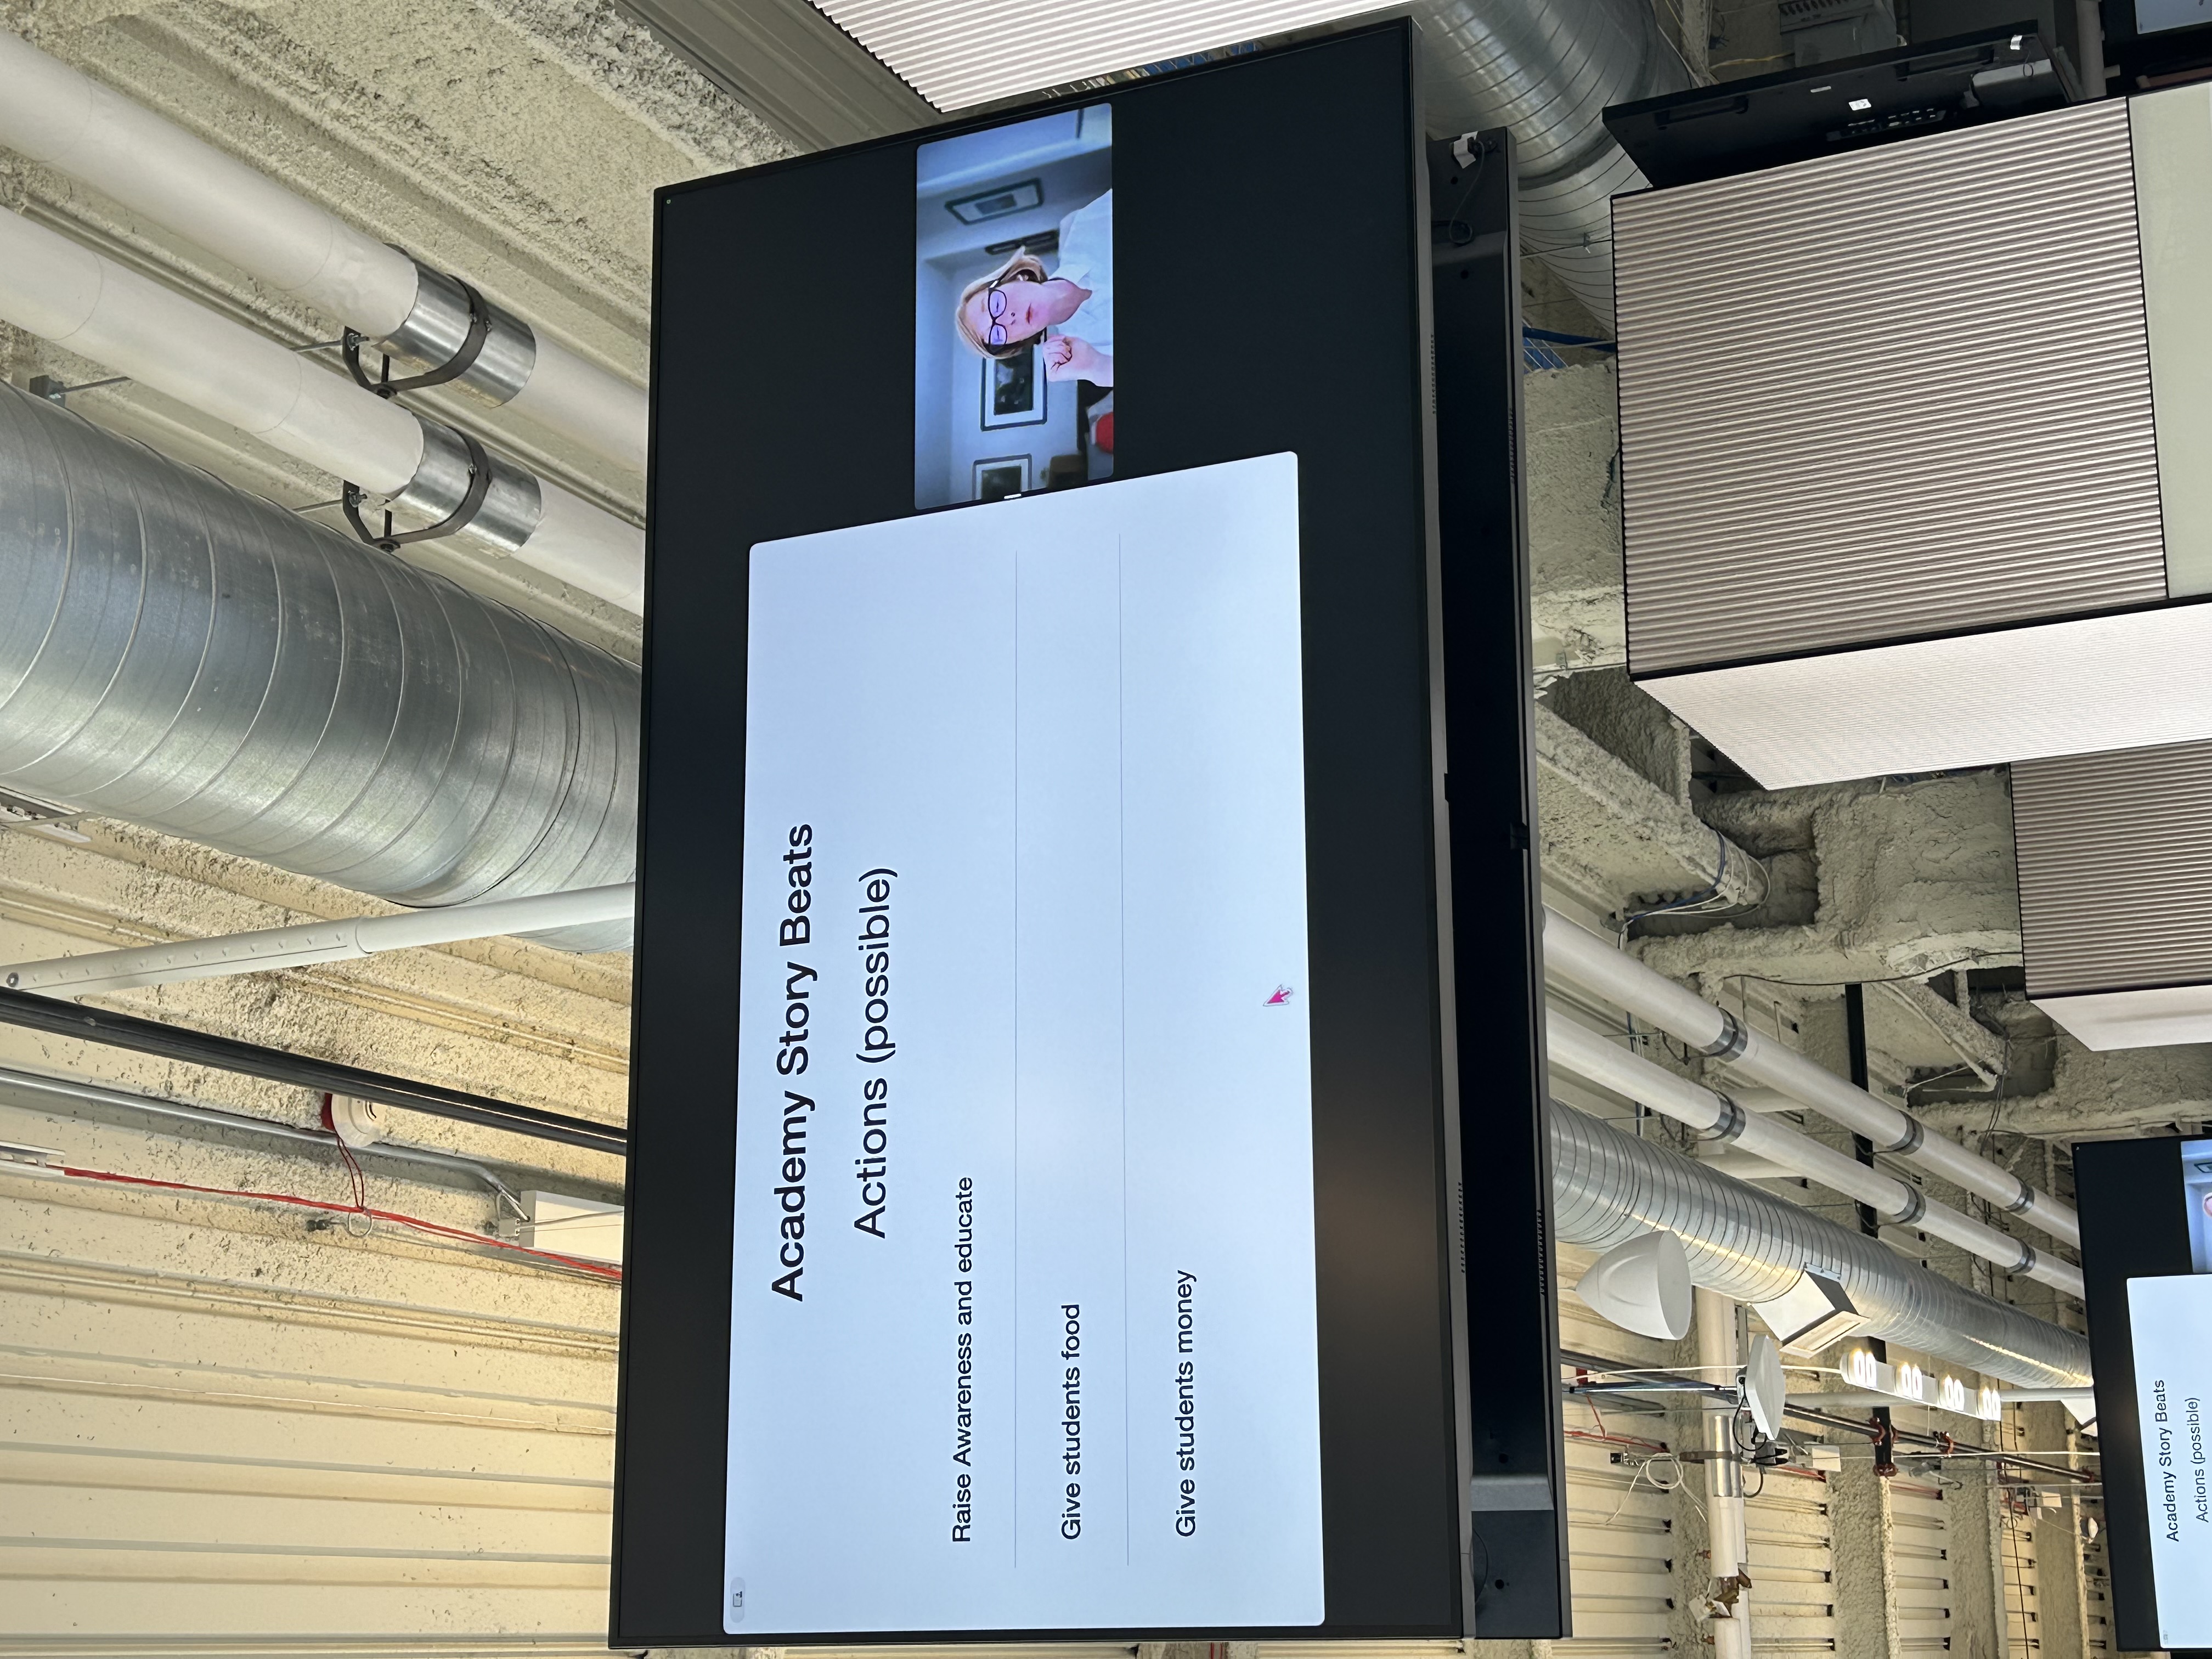 Academy Story Beats
Actions (possible)
Raise Awareness and educate
Give students food
Give students money
Academy Story Beats
Actions (possible)